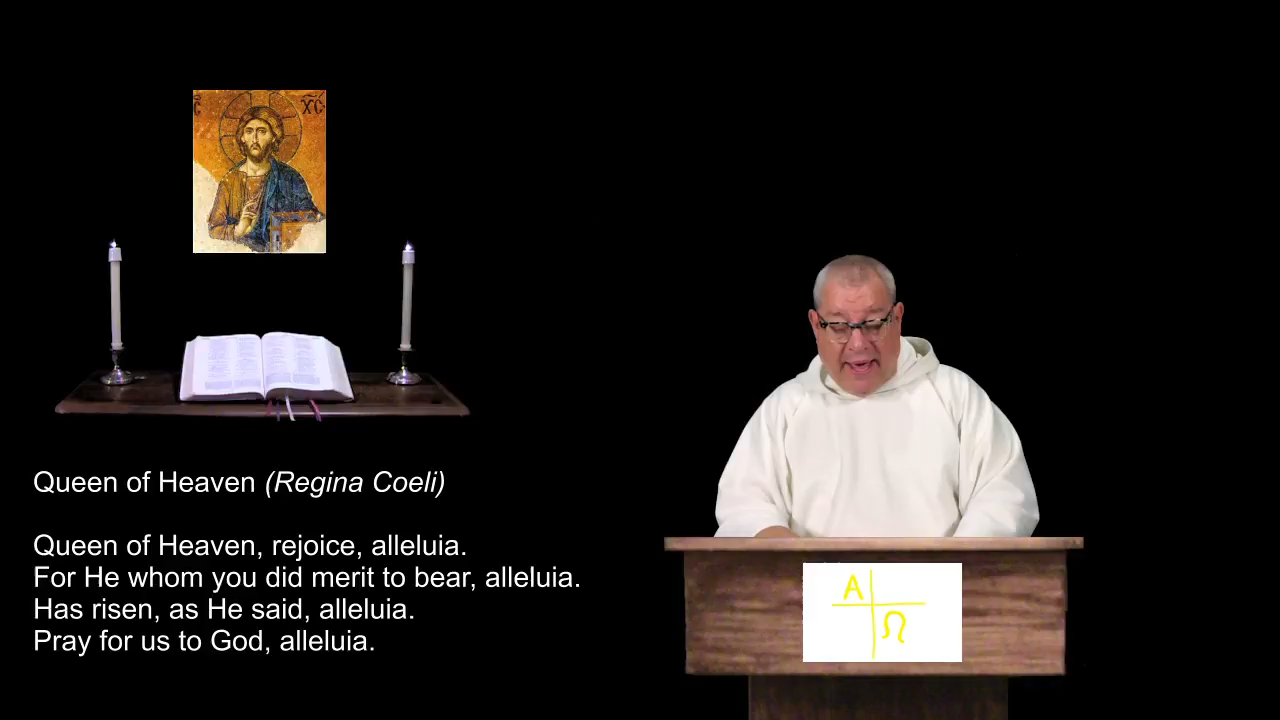 C XC
Queen of Heaven (Regina Coeli)
Queen of Heaven, rejoice, alleluia.
For He whom you did merit to bear, alleluia.
Has risen, as He said, alleluia.
Pray for us to God, alleluia.
Α
Ω